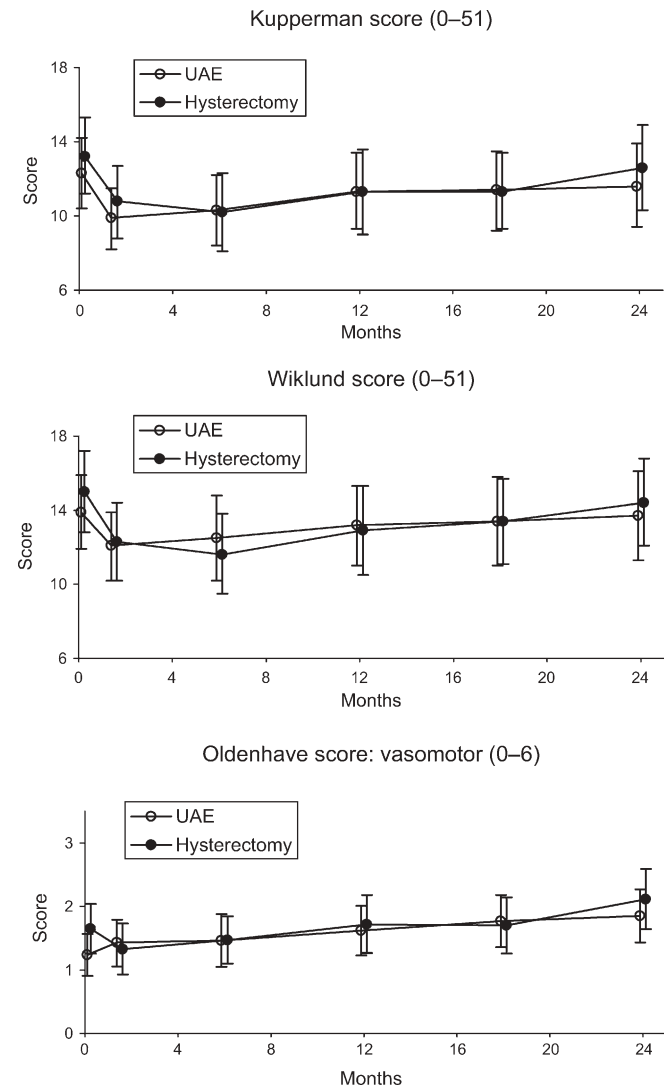 Kupperman score (0–51)
18
14
10
6
Score
UAE
Hysterectomy
0 4 8 12 16 20 24
Months
Wiklund score (0–51)
18
14
10
6
Score
UAE
Hysterectomy
0 4 8 12 16 20 24
Months
Oldenhave score: vasomotor (0–6)
3
2
1
0
Score
UAE
Hysterectomy
0 4 8 12 16 20 24
Months